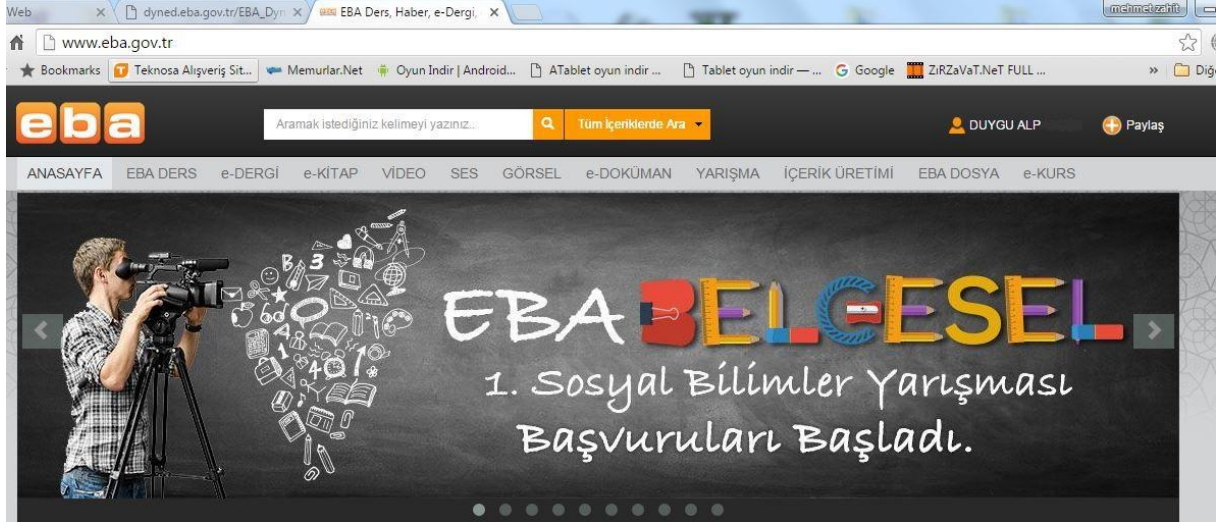 Web
dyned.eba.gov.tr/EBA_Dyn
EBA Ders, Haber, e-Dergi,
mehmet zahit
www.eba.gov.tr
Bookmarks Teknosa Alışveriş Sit... Memurlar.Net Oyun Indir | Android... ATablet oyun indir ... Tablet oyun indir — ... Google ZiRZaVaT.NeT FULL ... » Diğe
eba
Aramak istediğiniz kelimeyi yazınız..
Tüm İçeriklerde Ara
DUYGU ALP
Paylaş
ANASAYFA EBA DERS e-DERGİ e-KİTAP VİDEO SES GÖRSEL e-DOKÜMAN YARIŞMA İÇERİK ÜRETİMİ EBA DOSYA e-KURS
EBA BELGESEL
1. Sosyal Bilimler Yarışması
Başvuruları Başladı.